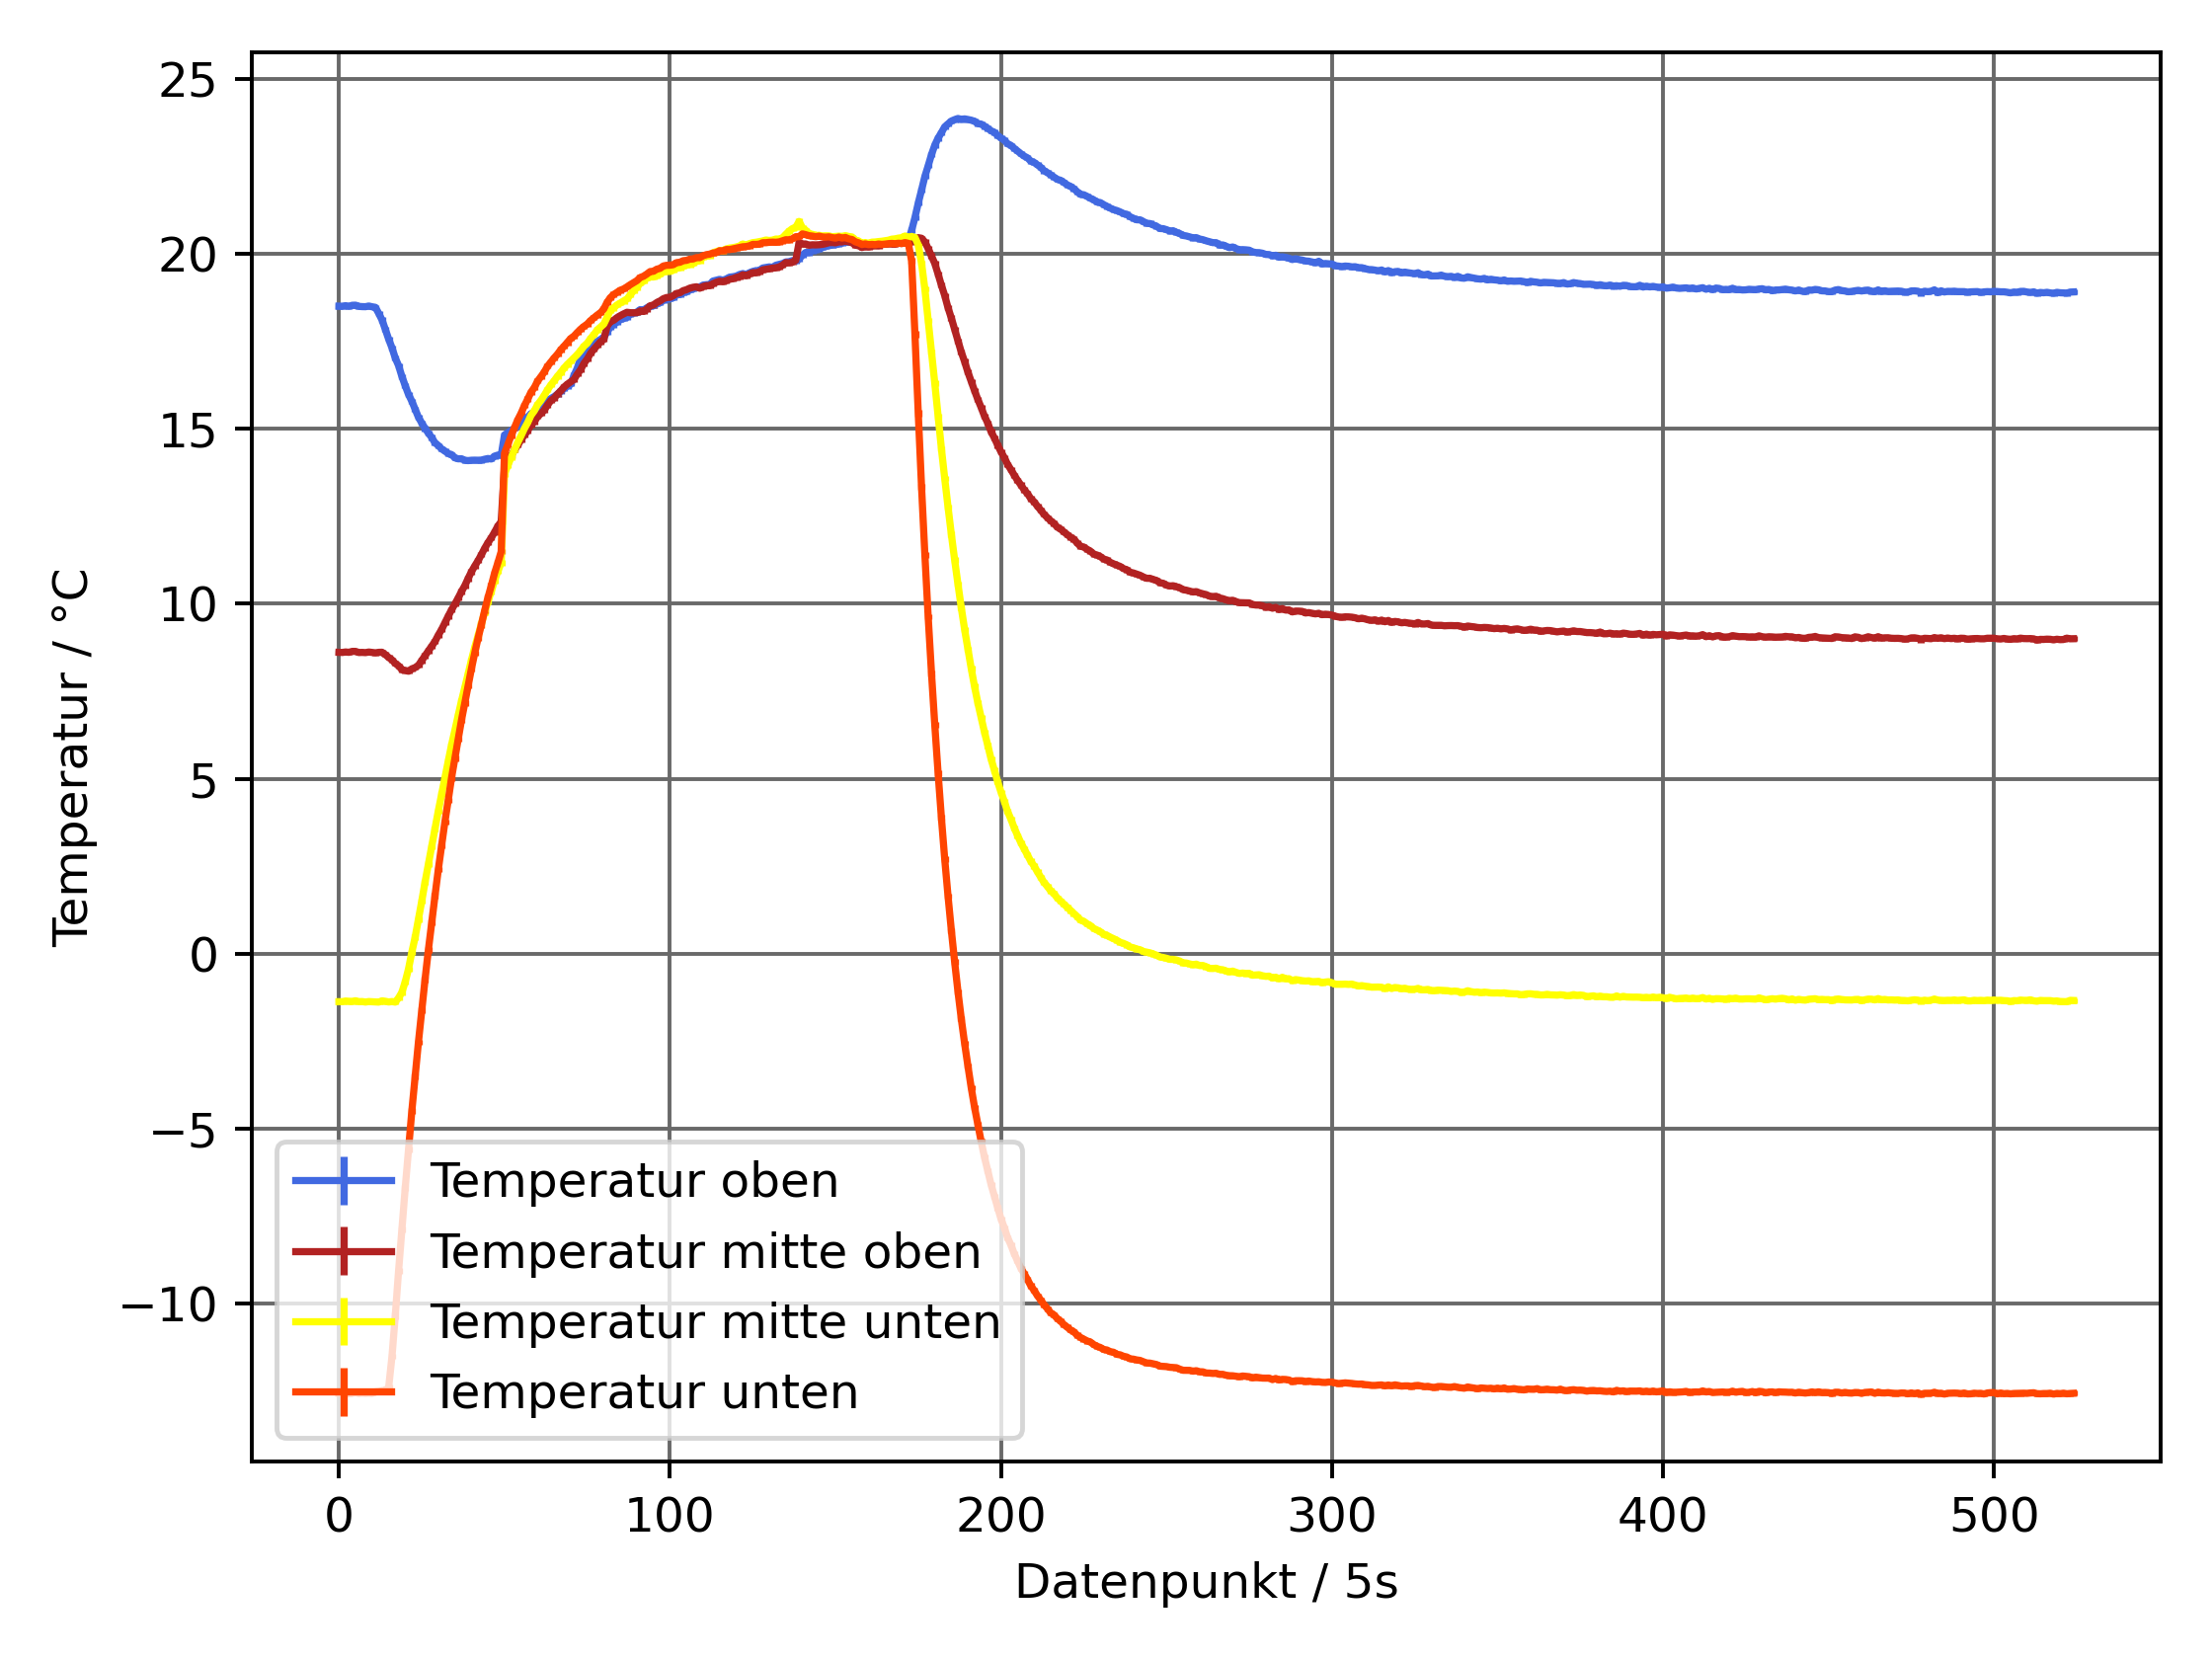 25
20
15
10
5
0
−5
−10
Temperatur / °C
Temperatur oben
Temperatur mitte oben
Temperatur mitte unten
Temperatur unten
0 100 200 300 400 500
Datenpunkt / 5s